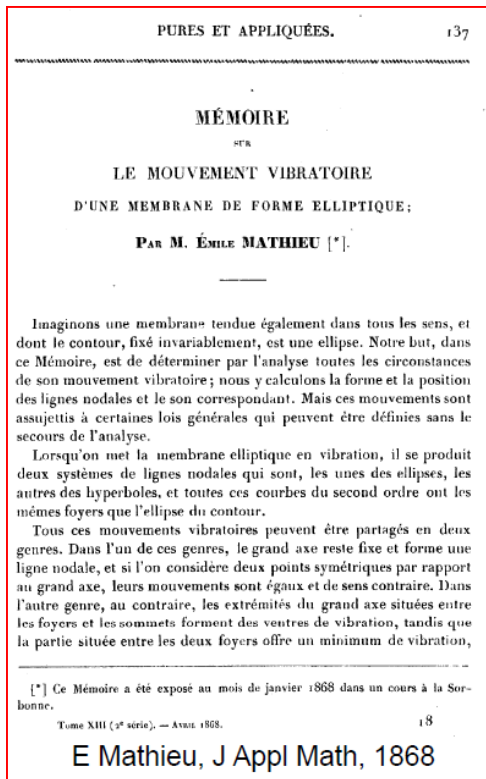 PURES ET APPLIQUÉES. 137
MÉMOIRE
SUR
LE MOUVEMENT VIBRATOIRE
D'UNE MEMBRANE DE FORME ELLIPTIQUE;
PAR M. ÉMILE MATHIEU [*].
Imaginons une membrane tendue également dans tous les sens, et
dont le contour, fixé invariablement, est une ellipse. Notre but, dans
ce Mémoire, est de déterminer par l'analyse toutes les circonstances
de son mouvement vibratoire; nous y calculons la forme et la position
des lignes nodales et le son correspondant. Mais ces mouvements sont
assujettis à certaines lois générales qui peuvent être définies sans le
secours de l'analyse.
Lorsqu'on met la membrane elliptique en vibration, il se produit
deux systèmes de lignes nodales qui sont, les unes des ellipses, les
autres des hyperboles, et toutes ces courbes du second ordre ont les
mêmes foyers que l'ellipse du contour.
Tous ces mouvements vibratoires peuvent être partagés en deux
genres. Dans l'un de ces genres, le grand axe reste fixe et forme une
ligne nodale, et si l'on considère deux points symétriques par rapport
au grand axe, leurs mouvements sont égaux et de sens contraire. Dans
l'autre genre, au contraire, les extrémités du grand axe situées entre
les foyers et les sommets forment des ventres de vibration, tandis que
la partie située entre les deux foyers offre un minimum de vibration,
[*] Ce Mémoire a été exposé au mois de janvier 1868 dans un cours à la Sor-
bonne.
Tome XIII (2e série). — AVRIL 1868. 18
E Mathieu, J Appl Math, 1868